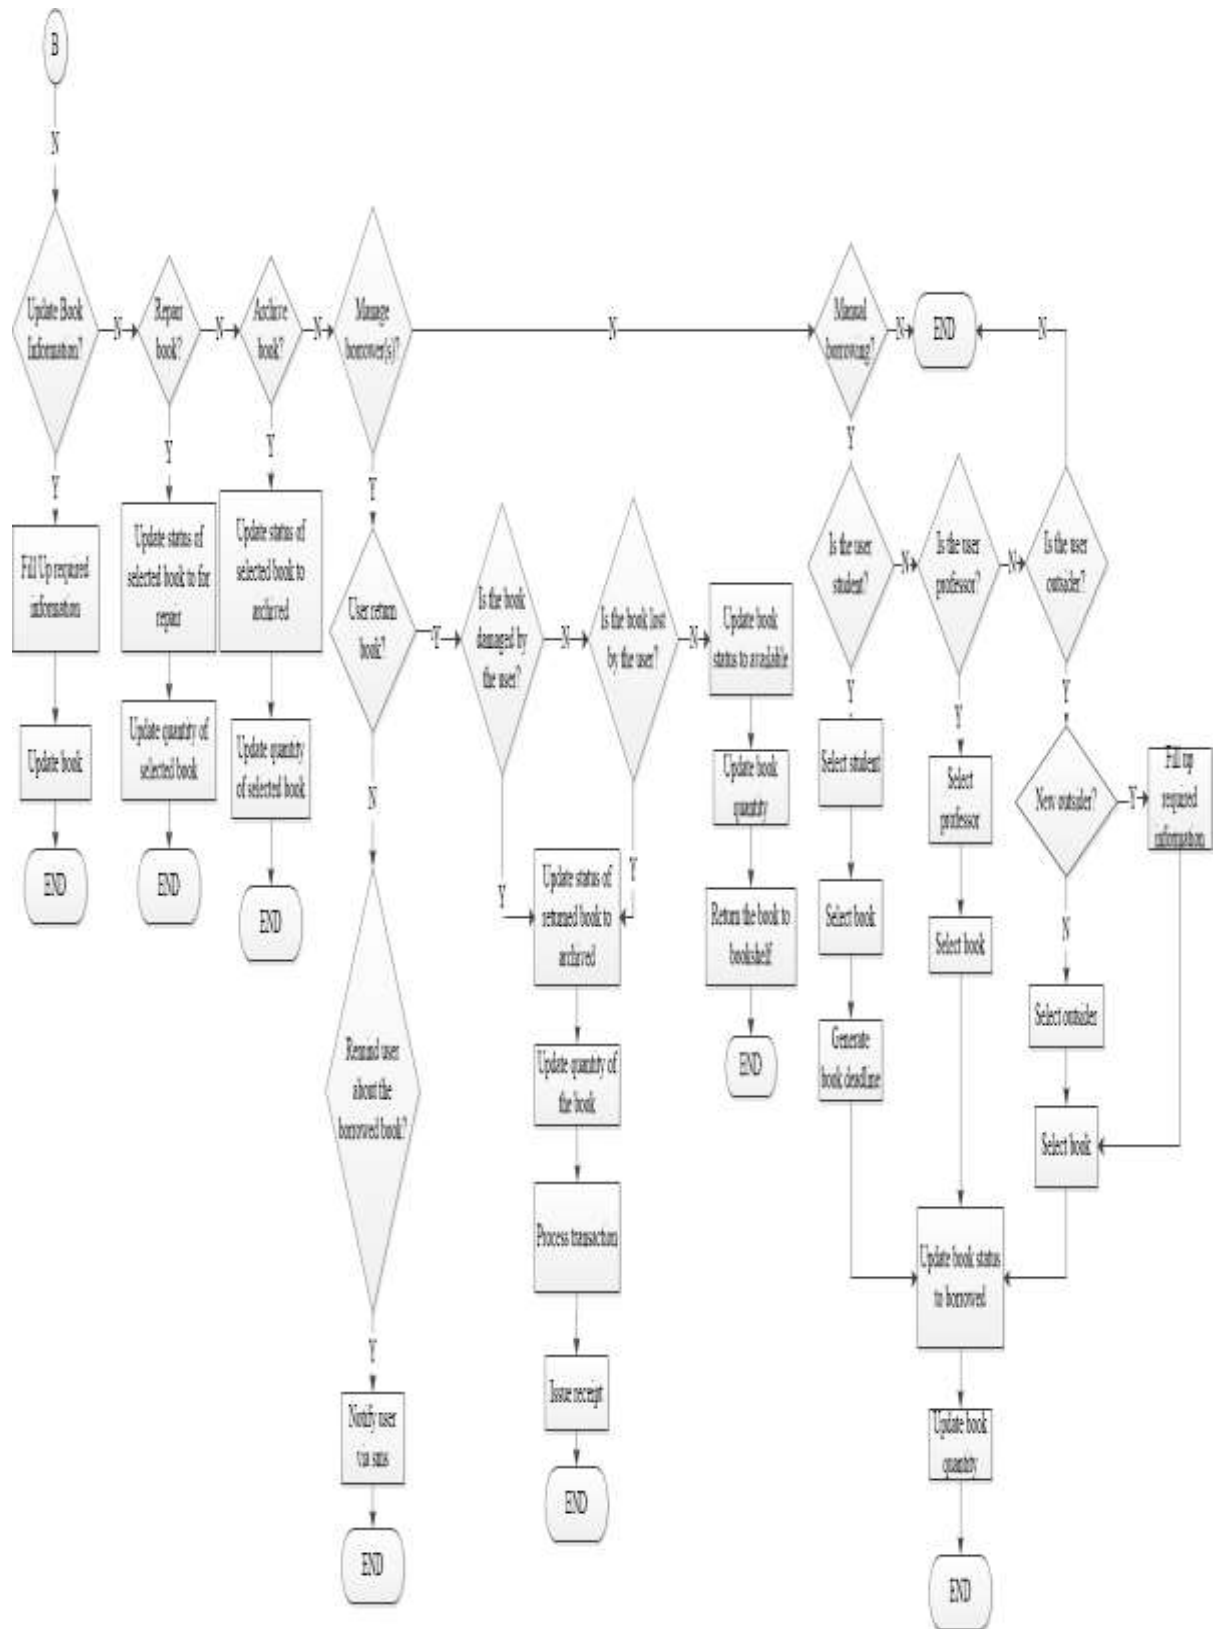 B
N
Update Book
Information?
N
Repair
book?
N
Archive
book?
N
Manage
borrower(s)?
N
Manual
borrowing?
N
END
N
Y
Fill Up required
information
Update book
END
Y
Update status of
selected book to for
repair
Update quantity of
selected book
END
Y
Update status of
selected book to
archived
Update quantity
of selected book
END
Y
User return
book?
Y
Is the book
damaged by
the user?
N
Is the book lost
by the user?
N
Update book
status to available
Update book
quantity
Return the book to
bookshelf
END
N
Remind user
about the
borrowed book?
Y
Notify user
via sms
END
Y
Y
Update status of
returned book to
archived
Update quantity of
the book
Process transaction
Issue receipt
END
Y
Is the user
student?
N
Is the user
professor?
N
Is the user
outsider?
Y
Select student
Select book
Generate
book deadline
Y
Select
professor
Select book
Y
New outsider?
Y
Fill up
required
information
N
Select outsider
Select book
Update book status
to borrowed
Update book
quantity
END